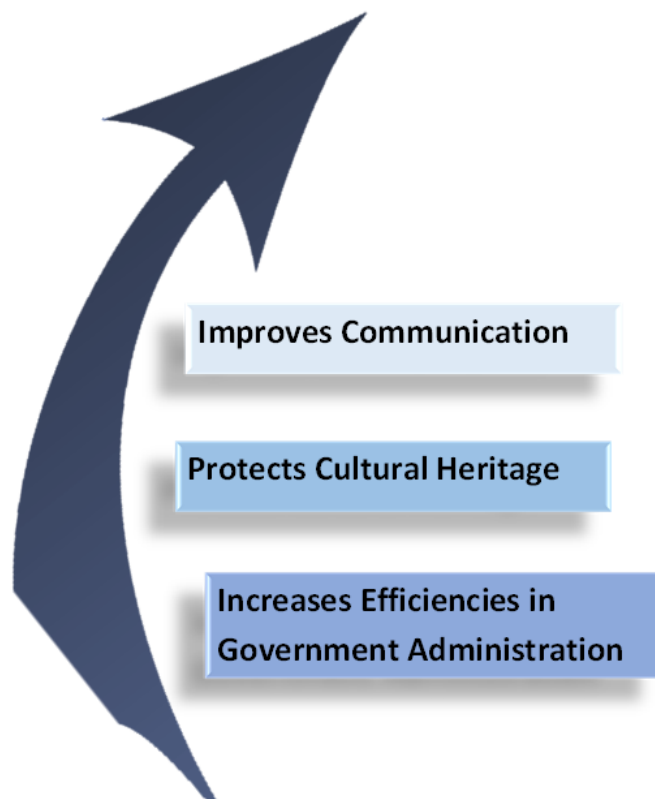 Improves Communication
Protects Cultural Heritage
Increases Efficiencies in
Government Administration